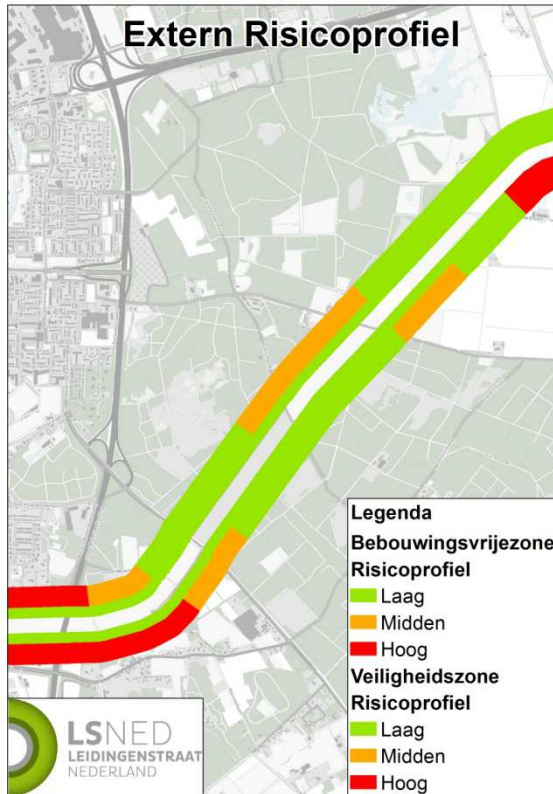 Extern Risicoprofiel
Legenda
Bebouwingsvrijezone
Risicoprofiel
Laag
Midden
Hoog
Veiligheidszone
Risicoprofiel
Laag
Midden
Hoog
LSNED
LEIDINGENSTRAAT
NEDERLAND